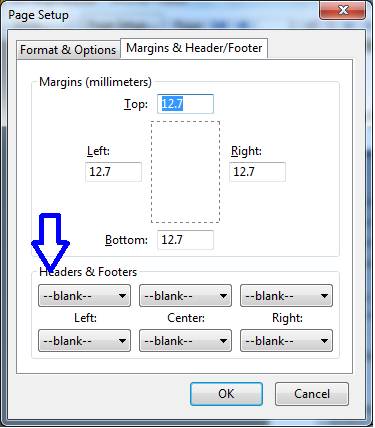 Page Setup
Format & Options
Margins & Header/Footer
Margins (millimeters)
Top: 12.7
Left: Right:
12.7 12.7
Bottom: 12.7
Headers & Footers
--blank-- --blank-- --blank--
Left: Center: Right:
--blank-- --blank-- --blank--
OK Cancel